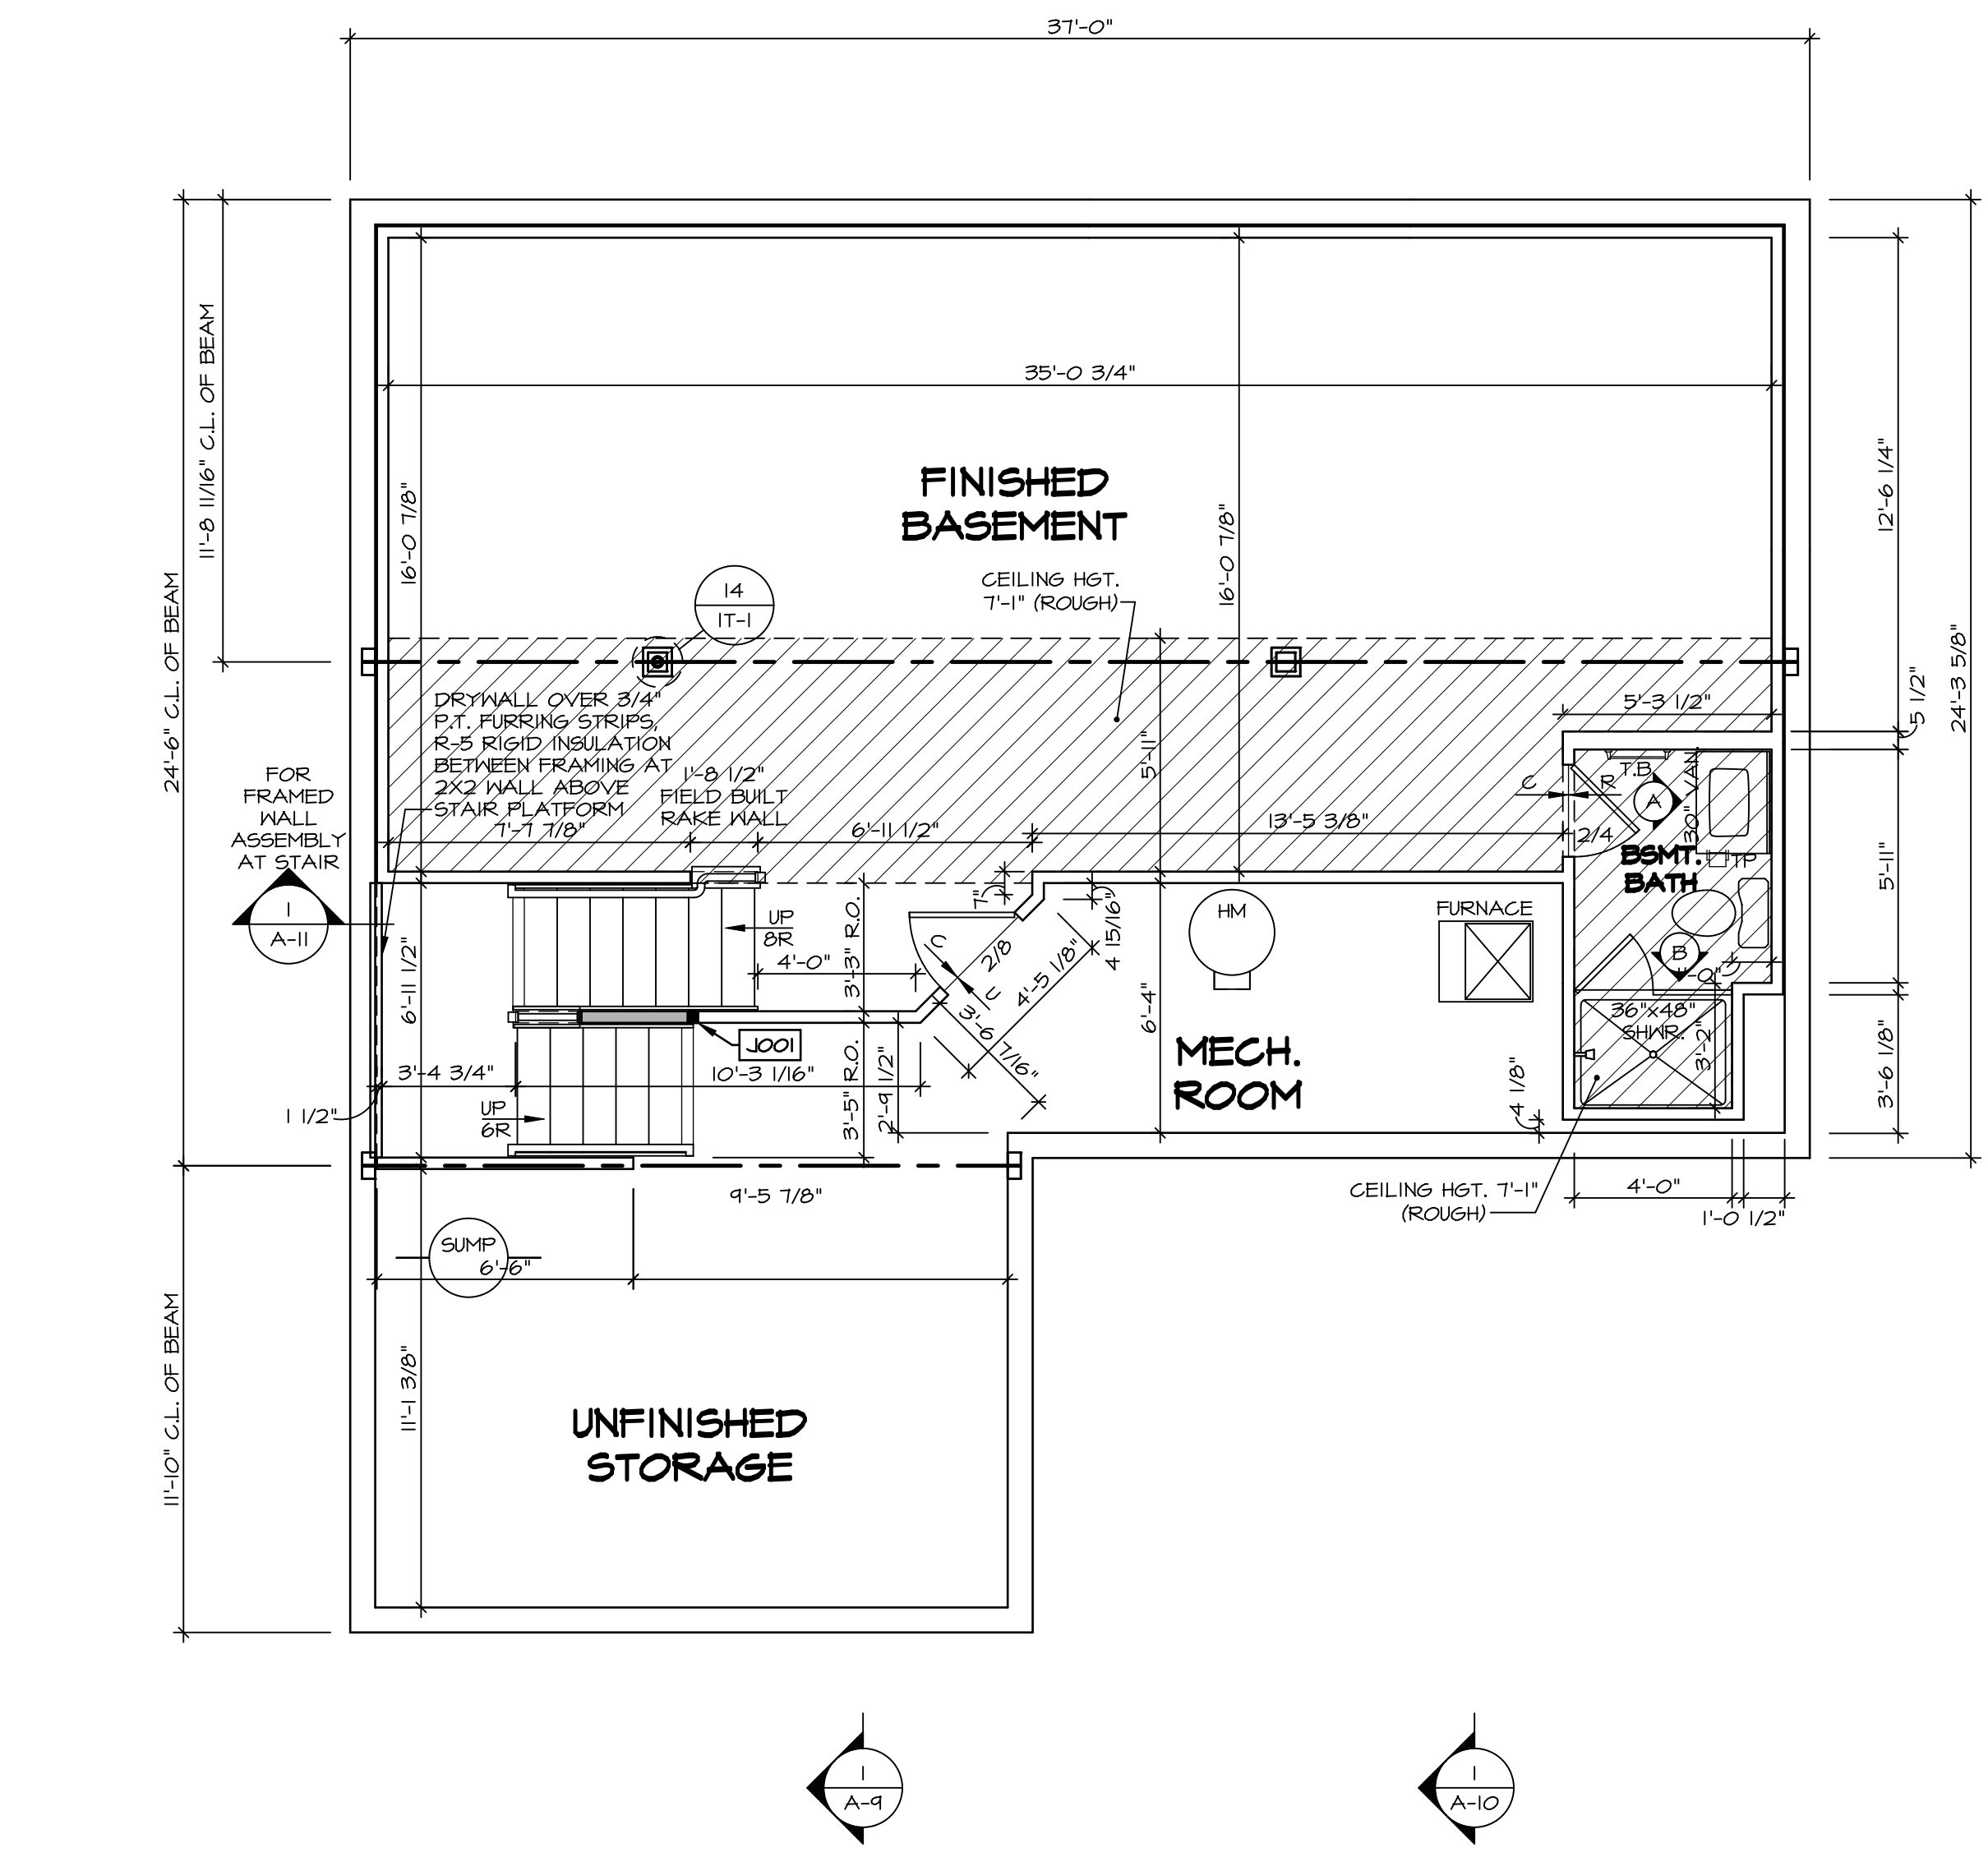 37'-0"
11'-8 11/16" C.L. OF BEAM
24'-6" C.L. OF BEAM
35'-0 3/4"
16'-0 7/8"
FINISHED
BASEMENT
16'-0 7/8"
12'-6 1/4"
24'-3 5/8"
5 1/2"
CEILING HGT.
7'-1" (ROUGH)
14
1T-1
DRYWALL OVER 3/4"
P.T. FURRING STRIPS,
R-5 RIGID INSULATION
BETWEEN FRAMING AT
2X2 WALL ABOVE
STAIR PLATFORM
1'-8 1/2"
FIELD BUILT
RAKE WALL
7'-7 7/8"
6'-11 1/2"
5'-11"
13'-5 3/8"
5'-3 1/2"
FOR
FRAMED
WALL
ASSEMBLY
AT STAIR
1
A-11
C
R
T.B
A
30" VAN.
2/4
TP
BSMT.
BATH
5'-11"
B
1'-0"
36"x48"
SHWR.
3'-2"
3'-6 1/8"
7"
4 15/16"
HM
FURNACE
UP
8R
4'-0"
3'-3" R.O.
C
U
2/8
4'-5 1/8"
3'-6 7/16"
6'-11 1/2"
6'-4"
MECH.
ROOM
J001
3'-4 3/4"
10'-3 1/16"
3'-5" R.O.
2'-9 1/2"
1 1/2"
UP
6R
4 1/8"
CEILING HGT. 7'-1"
(ROUGH)
4'-0"
1'-0 1/2"
9'-5 7/8"
SUMP
6'-6"
11'-1 3/8"
11'-10" C.L. OF BEAM
UNFINISHED
STORAGE
1
A-9
1
A-10